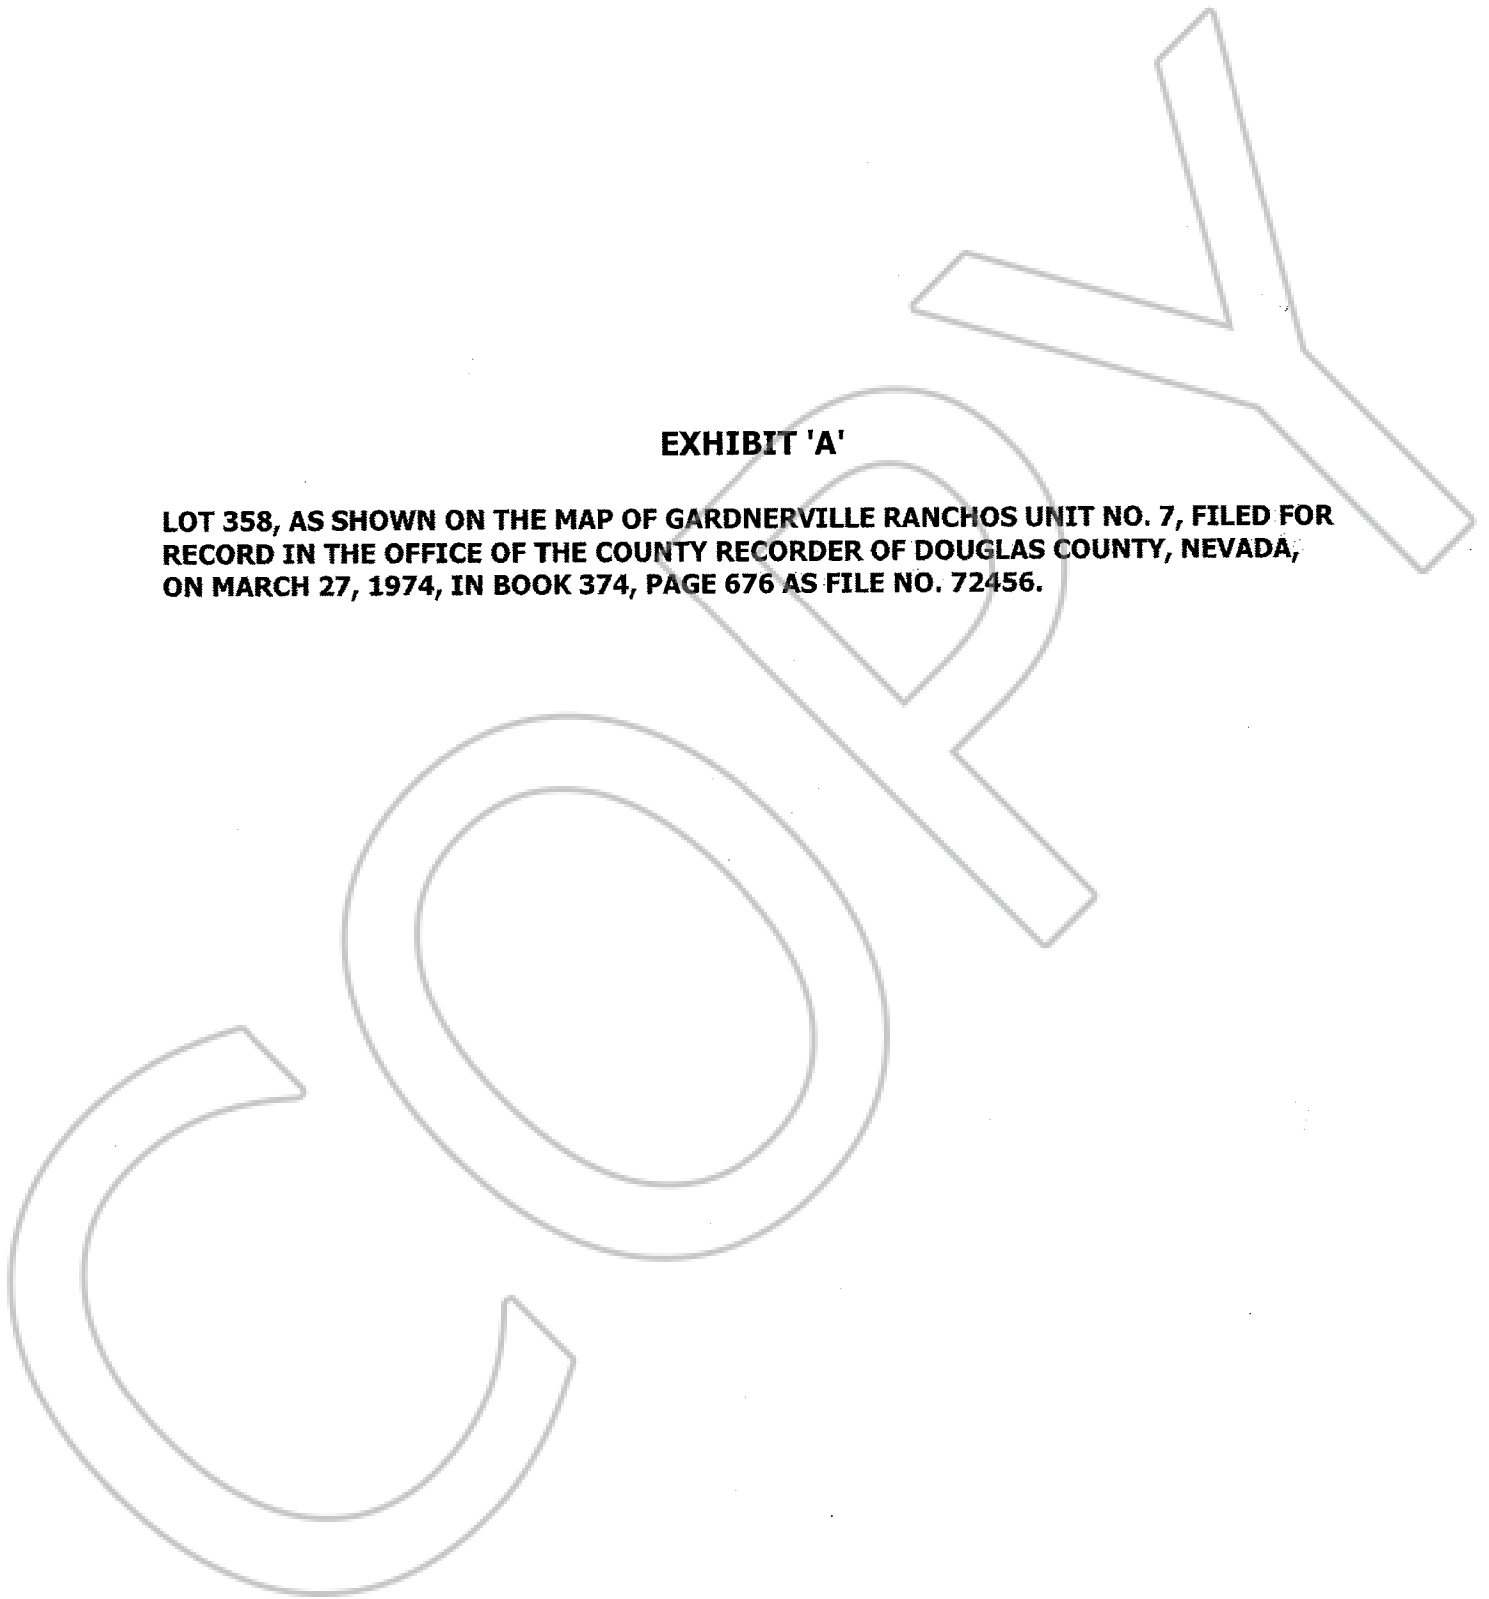 EXHIBIT 'A'
LOT 358, AS SHOWN ON THE MAP OF GARDNERVILLE RANCHOS UNIT NO. 7, FILED FOR
RECORD IN THE OFFICE OF THE COUNTY RECORDER OF DOUGLAS COUNTY, NEVADA,
ON MARCH 27, 1974, IN BOOK 374, PAGE 676 AS FILE NO. 72456.
COPY